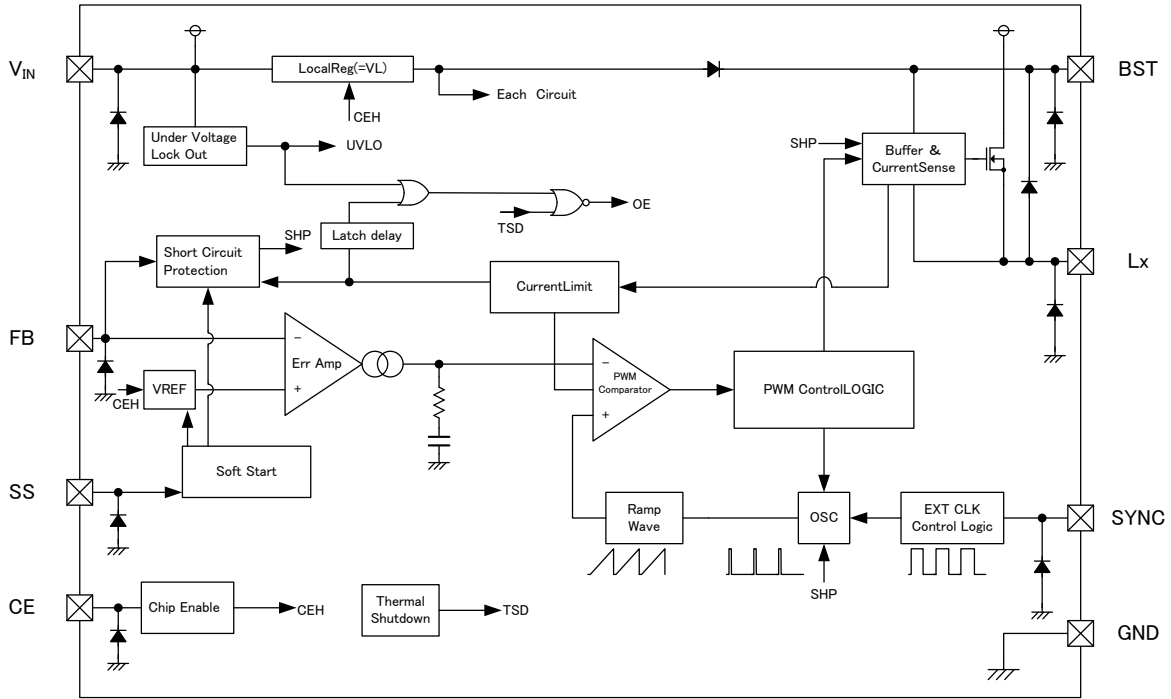 VIN
LocalReg(=VL)
BST
Each Circuit
CEH
Under Voltage
Lock Out
UVLO
SHP
Buffer &
CurrentSense
OE
TSD
Latch delay
SHP
Short Circuit
Protection
CurrentLimit
Lx
FB
−
Err Amp
+
CEH
VREF
−
PWM
Comparator
+
PWM ControlLOGIC
Soft Start
SS
Ramp
Wave
OSC
EXT CLK
Control Logic
SYNC
SHP
CE
Chip Enable
CEH
Thermal
Shutdown
TSD
GND